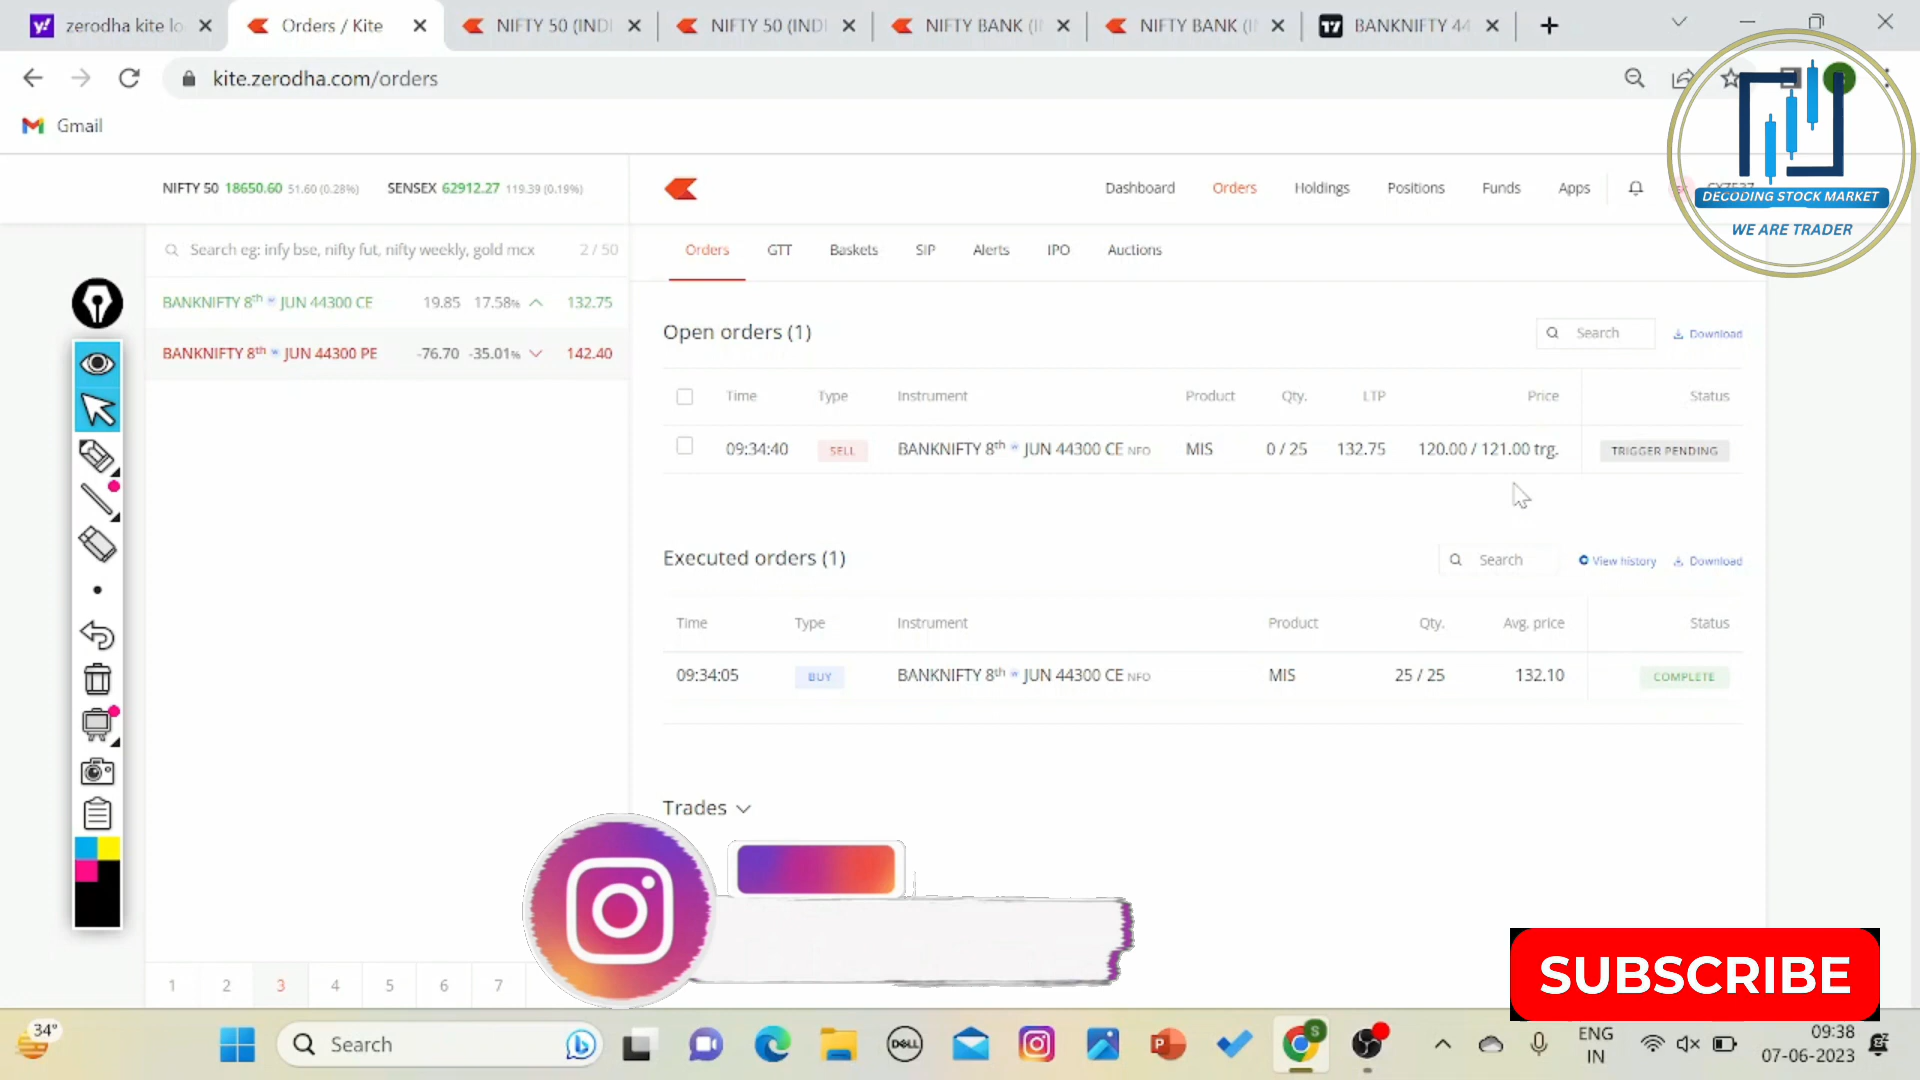 zerodha kite lo
Orders / Kite
NIFTY 50 (INDI
NIFTY 50 (INDI
NIFTY BANK (I
NIFTY BANK (I
BANKNIFTY 44
kite.zerodha.com/orders
Gmail
NIFTY 50 18650.60 51.60 (0.28%) SENSEX 62912.27 119.39 (0.19%)
Dashboard Orders Holdings Positions Funds Apps
DECODING STOCK MARKET
WE ARE TRADER
Search eg: infy bse, nifty fut, nifty weekly, gold mcx 2 / 50
Orders GTT Baskets SIP Alerts IPO Auctions
BANKNIFTY 8th w JUN 44300 CE 19.85 17.58% 132.75
BANKNIFTY 8th w JUN 44300 PE -76.70 -35.01% 142.40
Open orders (1) Search Download
Time Type Instrument Product Qty. LTP Price Status
09:34:40 SELL BANKNIFTY 8th w JUN 44300 CE NFO MIS 0 / 25 132.75 120.00 / 121.00 trg. TRIGGER PENDING
Executed orders (1) Search View history Download
Time Type Instrument Product Qty. Avg. price Status
09:34:05 BUY BANKNIFTY 8th w JUN 44300 CE NFO MIS 25 / 25 132.10 COMPLETE
Trades
1 2 3 4 5 6 7
SUBSCRIBE
34°
Search
DELL
ENG
IN
09:38
07-06-2023